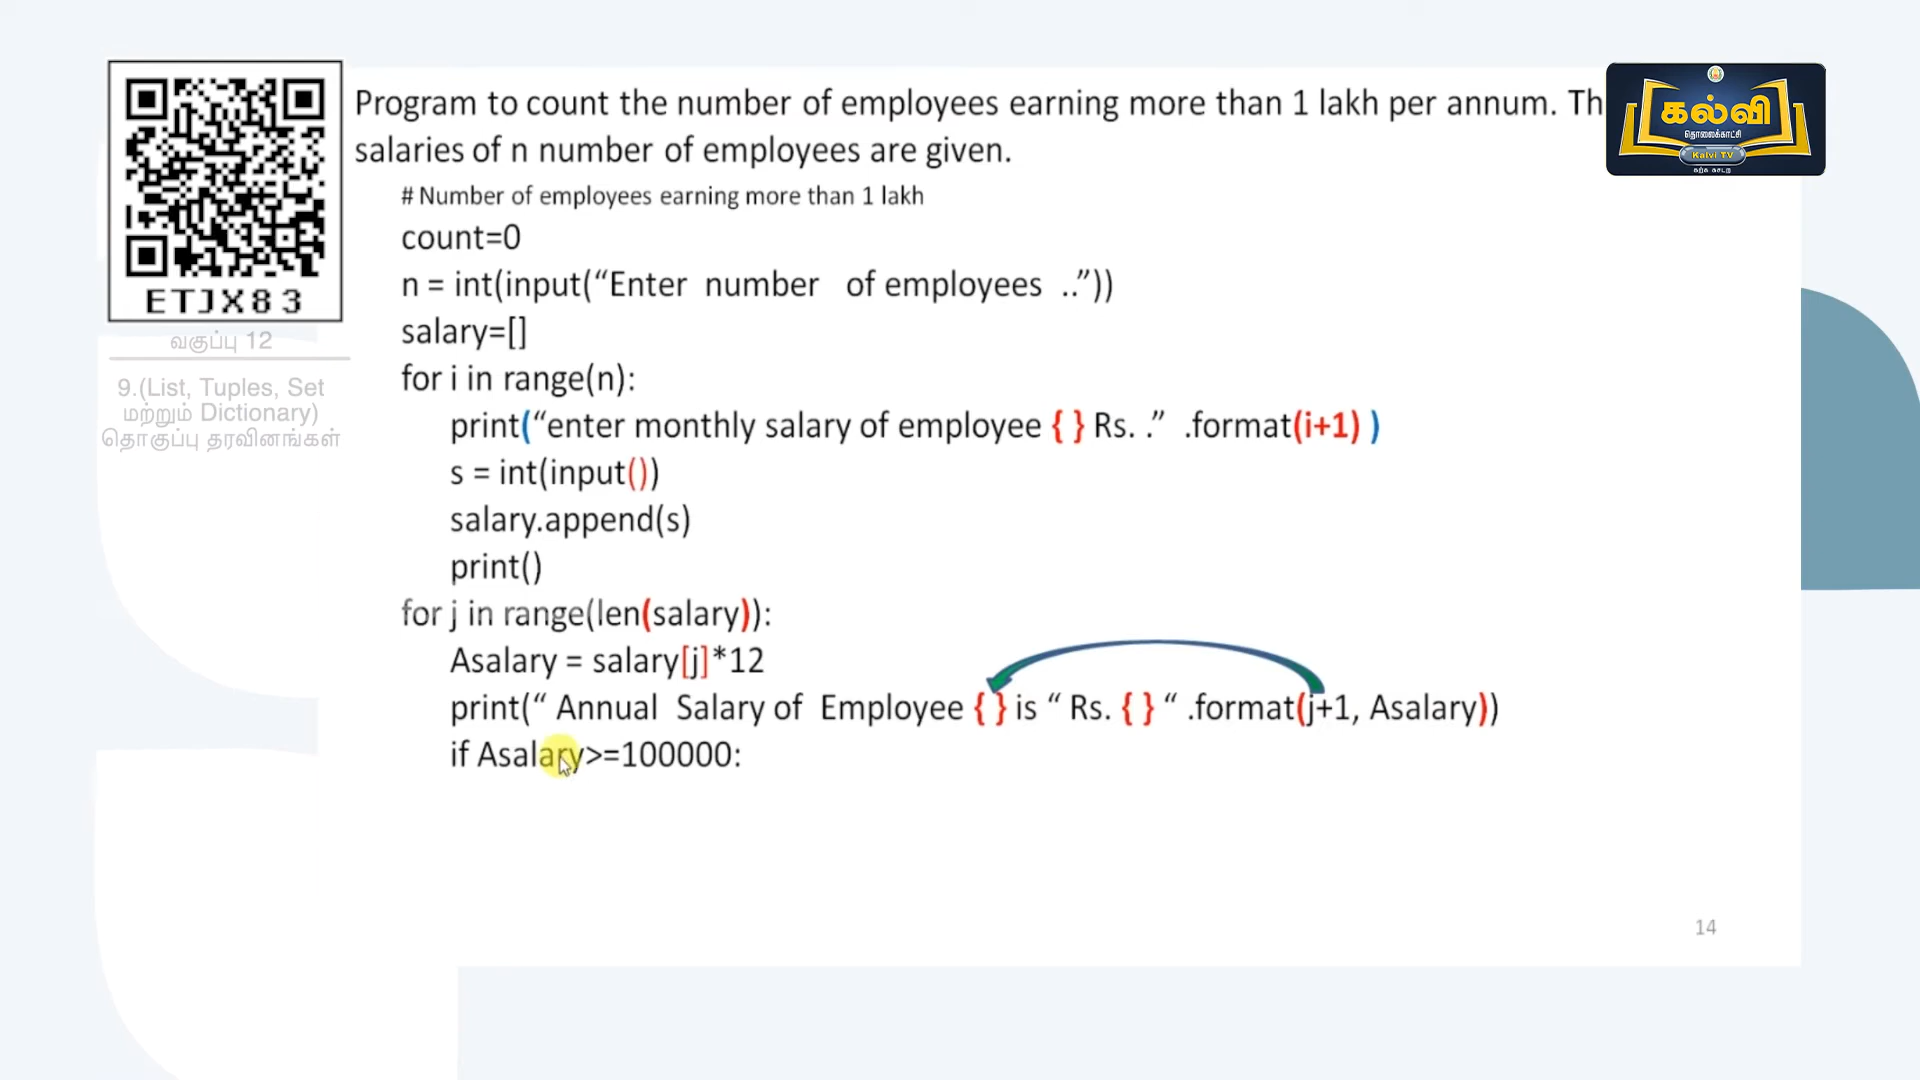 Program to count the number of employees earning more than 1 lakh per annum. Th
salaries of n number of employees are given.
# Number of employees earning more than 1 lakh
count=0
n = int(input(“Enter number of employees ..”))
salary=[]
for i in range(n):
print(“enter monthly salary of employee { } Rs. .” .format(i+1) )
s = int(input())
salary.append(s)
print()
for j in range(len(salary)):
Asalary = salary[j]*12
print(“ Annual Salary of Employee { } is “ Rs. { } “ .format(j+1, Asalary))
if Asalary>=100000:
14
ETJX83
வகுப்பு 12
9.(List, Tuples, Set
மற்றும் Dictionary)
தொகுப்பு தரவினங்கள்
கல்வி
தொலைக்காட்சி
Kalvi TV
கற்க கசடற